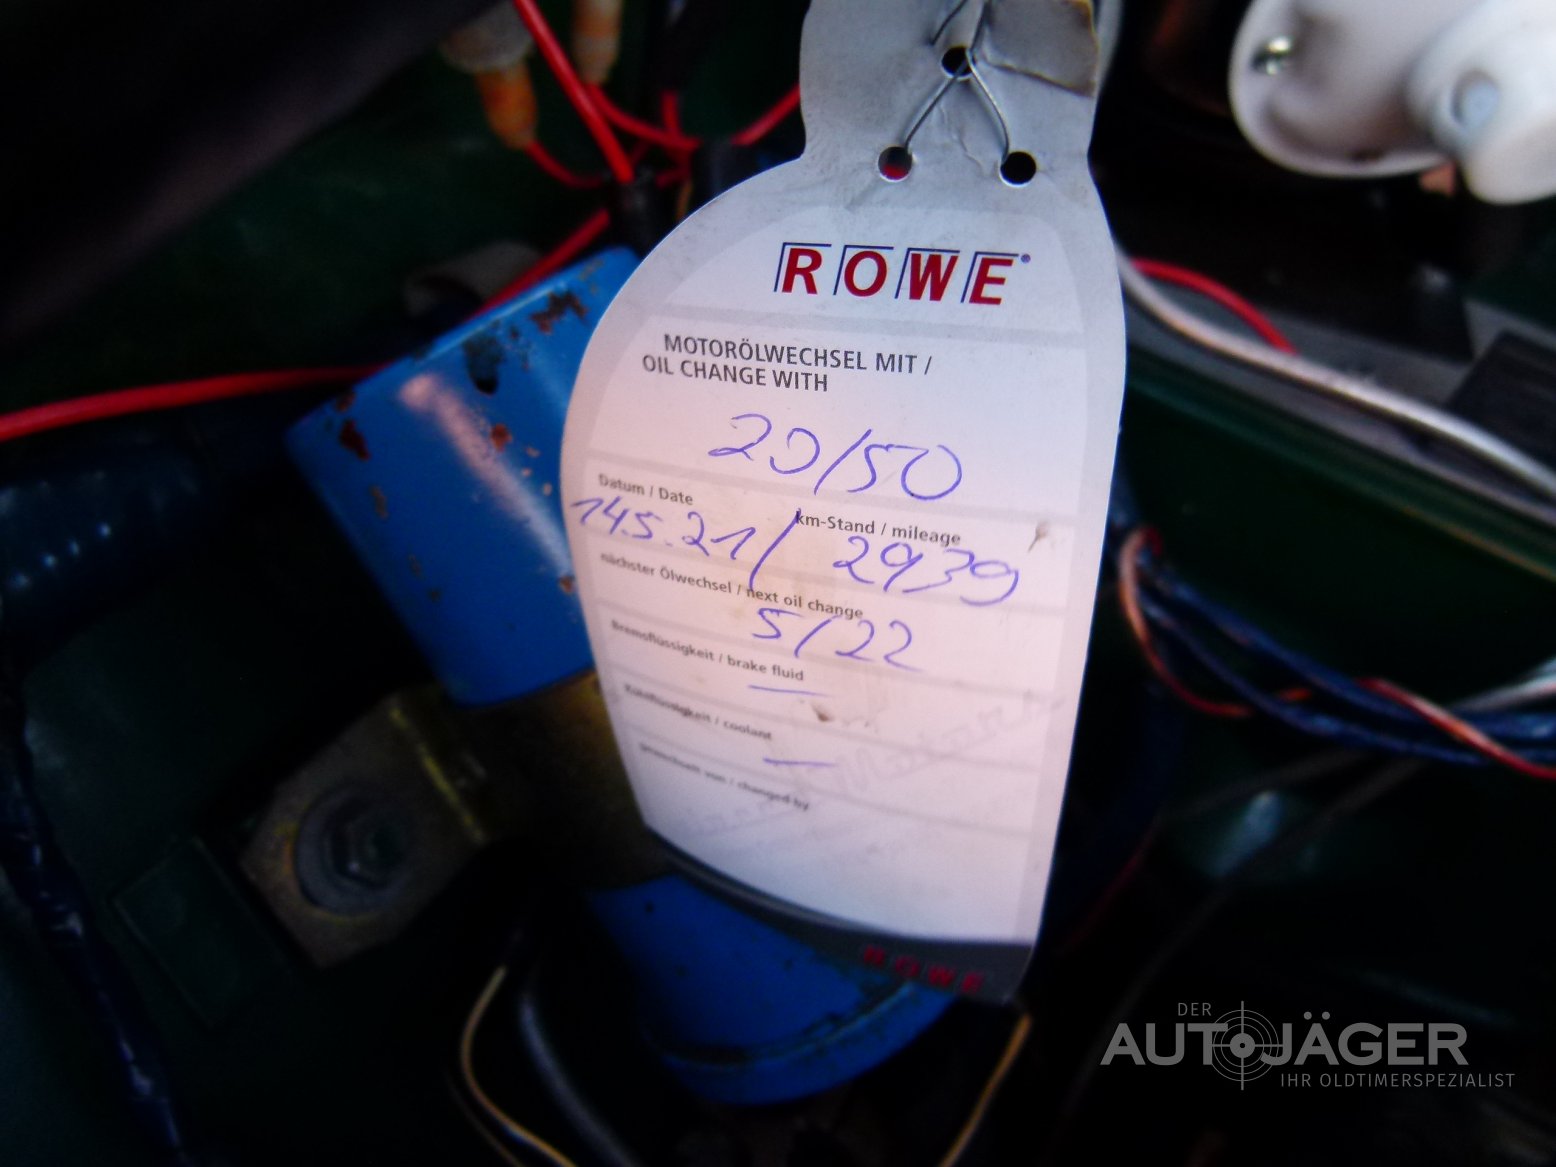 ROWE®
MOTORÖLWECHSEL MIT /
OIL CHANGE WITH
20/50
Datum / Date
km-Stand / mileage
14.5.21 / 2939
nächster Ölwechsel / next oil change
5/22
Bremsflüssigkeit / brake fluid
—
Kühlflüssigkeit / coolant
—
gewechselt von / changed by
ROWE
DER
AUTOJÄGER
IHR OLDTIMERSPEZIALIST